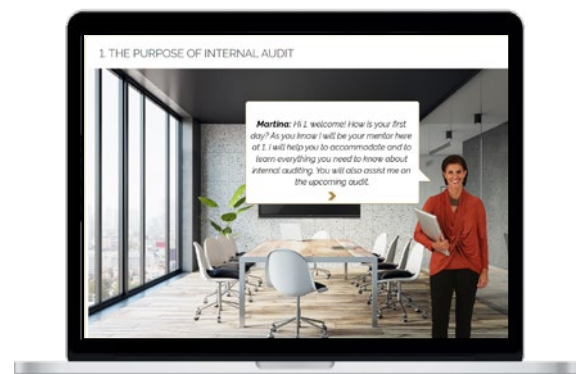 1. THE PURPOSE OF INTERNAL AUDIT
Martina: Hi 1, welcome! How is your first
day? As you know I will be your mentor here
at 1. I will help you to accommodate and to
learn everything you need to know about
internal auditing. You will also assist me on
the upcoming audit.